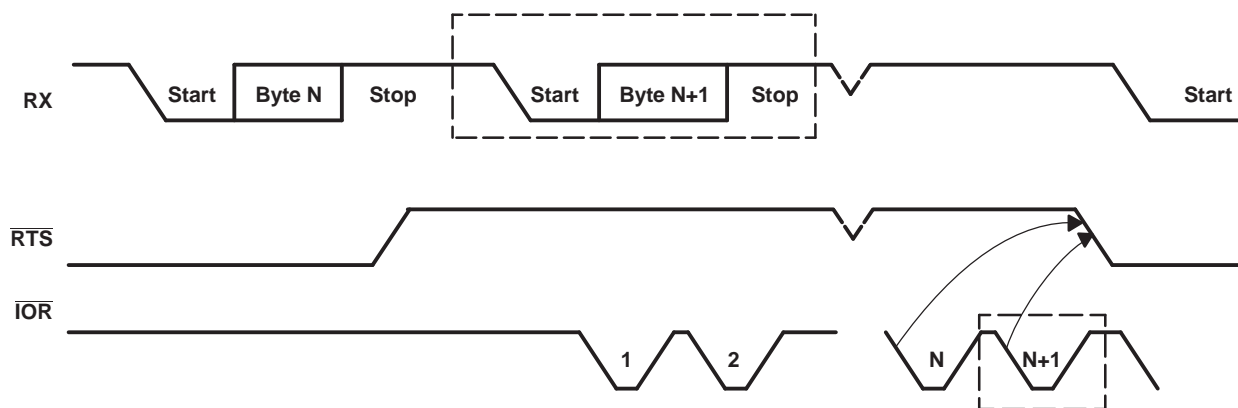 RX Start Byte N Stop Start Byte N+1 Stop Start
RTS
IOR
1 2 N N+1